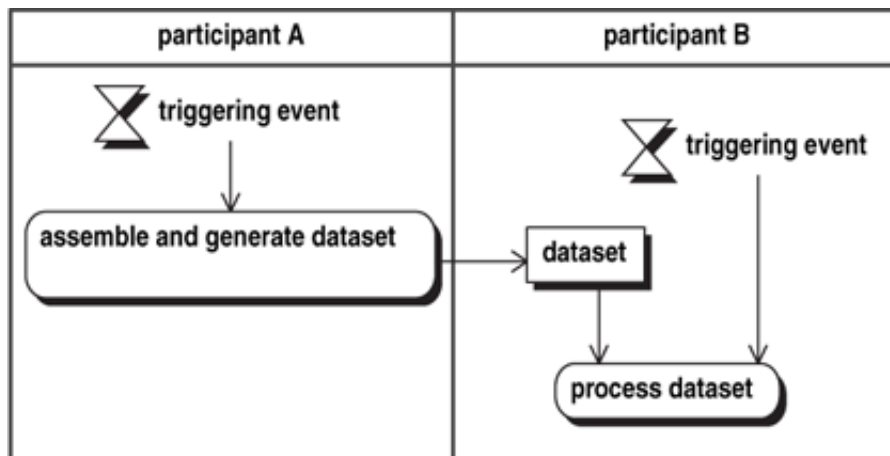 participant A
participant B
triggering event
triggering event
assemble and generate dataset
dataset
process dataset